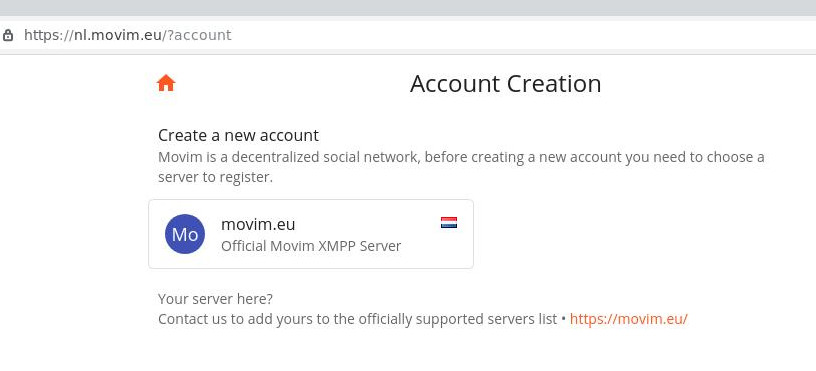 https://nl.movim.eu/?account
Account Creation
Create a new account
Movim is a decentralized social network, before creating a new account you need to choose a
server to register.
Mo
movim.eu
Official Movim XMPP Server
Your server here?
Contact us to add yours to the officially supported servers list • https://movim.eu/